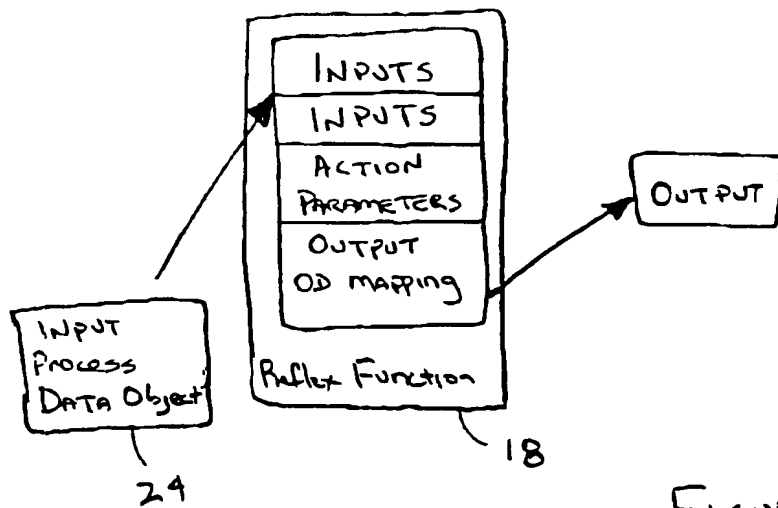 INPUTS
INPUTS
ACTION
PARAMETERS
OUTPUT
OD MAPPING
Reflex Function
18
OUTPUT
INPUT
Process
DATA Object
24